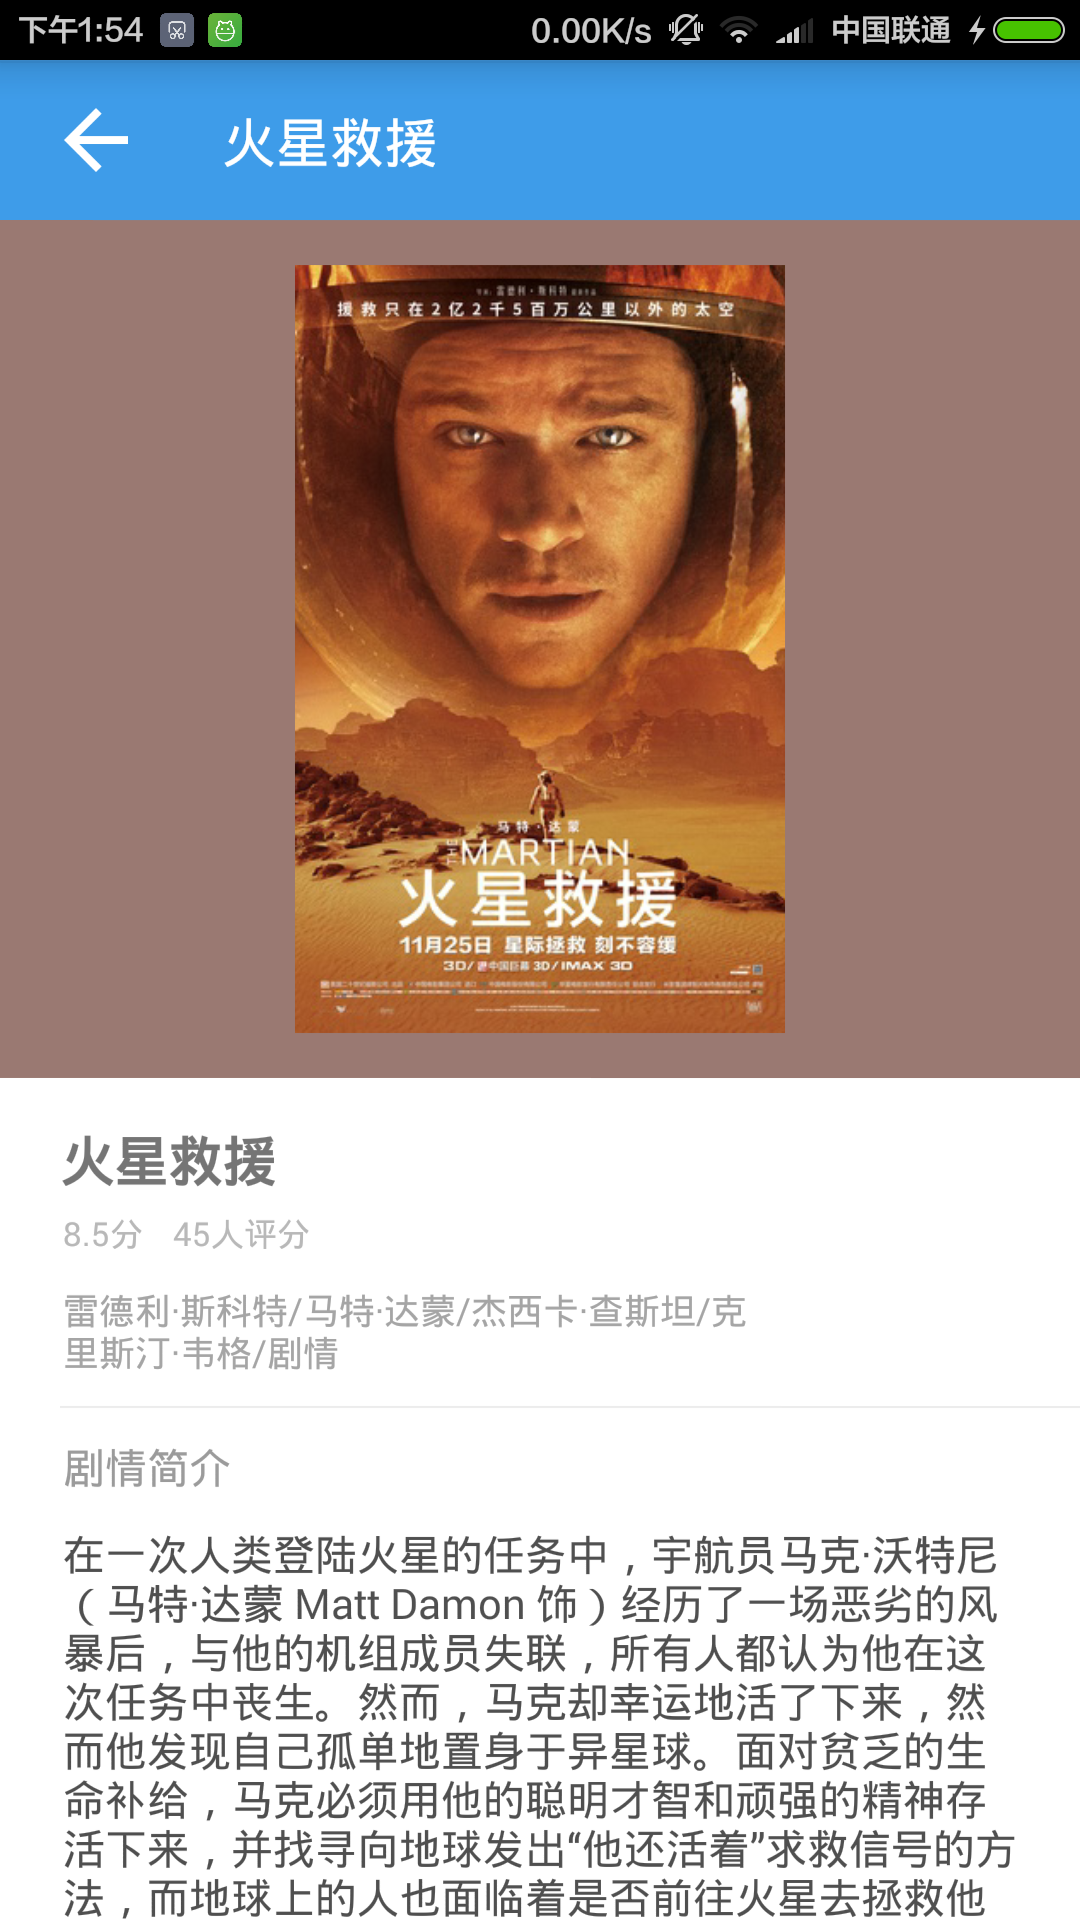 下午1:54
0.00K/s
中国联通
火星救援
雷德利·斯科特
援救只在2亿2千5百万公里以外的太空
马特·达蒙
THE MARTIAN
火星救援
11月25日 星际拯救 刻不容缓
3D/中国巨幕 3D/IMAX 3D
火星救援
8.5分 45人评分
雷德利·斯科特/马特·达蒙/杰西卡·查斯坦/克
里斯汀·韦格/剧情
剧情简介
在一次人类登陆火星的任务中，宇航员马克·沃特尼
（马特·达蒙 Matt Damon 饰）经历了一场恶劣的风
暴后，与他的机组成员失联，所有人都认为他在这
次任务中丧生。然而，马克却幸运地活了下来，然
而他发现自己孤单地置身于异星球。面对贫乏的生
命补给，马克必须用他的聪明才智和顽强的精神存
活下来，并找寻向地球发出“他还活着”求救信号的方
法，而地球上的人也面临着是否前往火星去拯救他